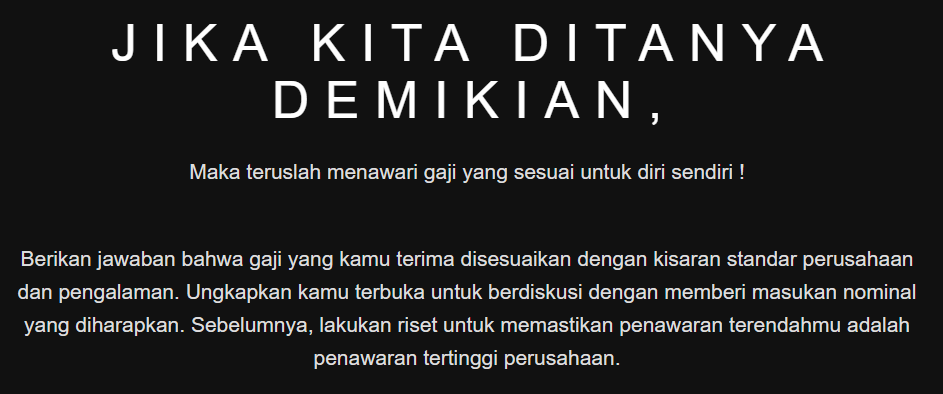 JIKA KITA DITANYA
DEMIKIAN,
Maka teruslah menawari gaji yang sesuai untuk diri sendiri !
Berikan jawaban bahwa gaji yang kamu terima disesuaikan dengan kisaran standar perusahaan
dan pengalaman. Ungkapkan kamu terbuka untuk berdiskusi dengan memberi masukan nominal
yang diharapkan. Sebelumnya, lakukan riset untuk memastikan penawaran terendahmu adalah
penawaran tertinggi perusahaan.